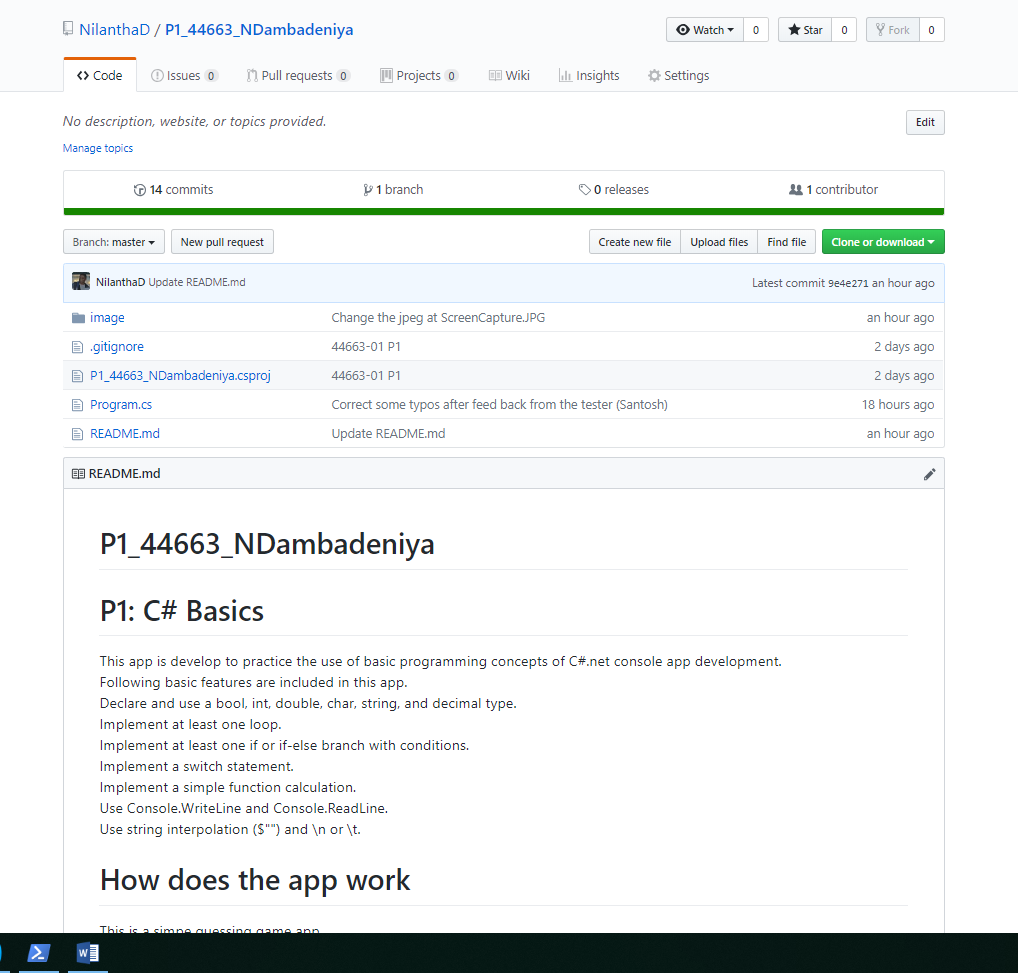 NilanthaD / P1_44663_NDambadeniya
Watch 0 Star 0 Fork 0
Code Issues 0 Pull requests 0 Projects 0 Wiki Insights Settings
No description, website, or topics provided.
Edit
Manage topics
14 commits 1 branch 0 releases 1 contributor
Branch: master New pull request Create new file Upload files Find file Clone or download
NilanthaD Update README.md Latest commit 9e4e271 an hour ago
image Change the jpeg at ScreenCapture.JPG an hour ago
.gitignore 44663-01 P1 2 days ago
P1_44663_NDambadeniya.csproj 44663-01 P1 2 days ago
Program.cs Correct some typos after feed back from the tester (Santosh) 18 hours ago
README.md Update README.md an hour ago
README.md
P1_44663_NDambadeniya
P1: C# Basics
This app is develop to practice the use of basic programming concepts of C#.net console app development.
Following basic features are included in this app.
Declare and use a bool, int, double, char, string, and decimal type.
Implement at least one loop.
Implement at least one if or if-else branch with conditions.
Implement a switch statement.
Implement a simple function calculation.
Use Console.WriteLine and Console.ReadLine.
Use string interpolation ($"") and \n or \t.
How does the app work
This is a simpe guessing game app